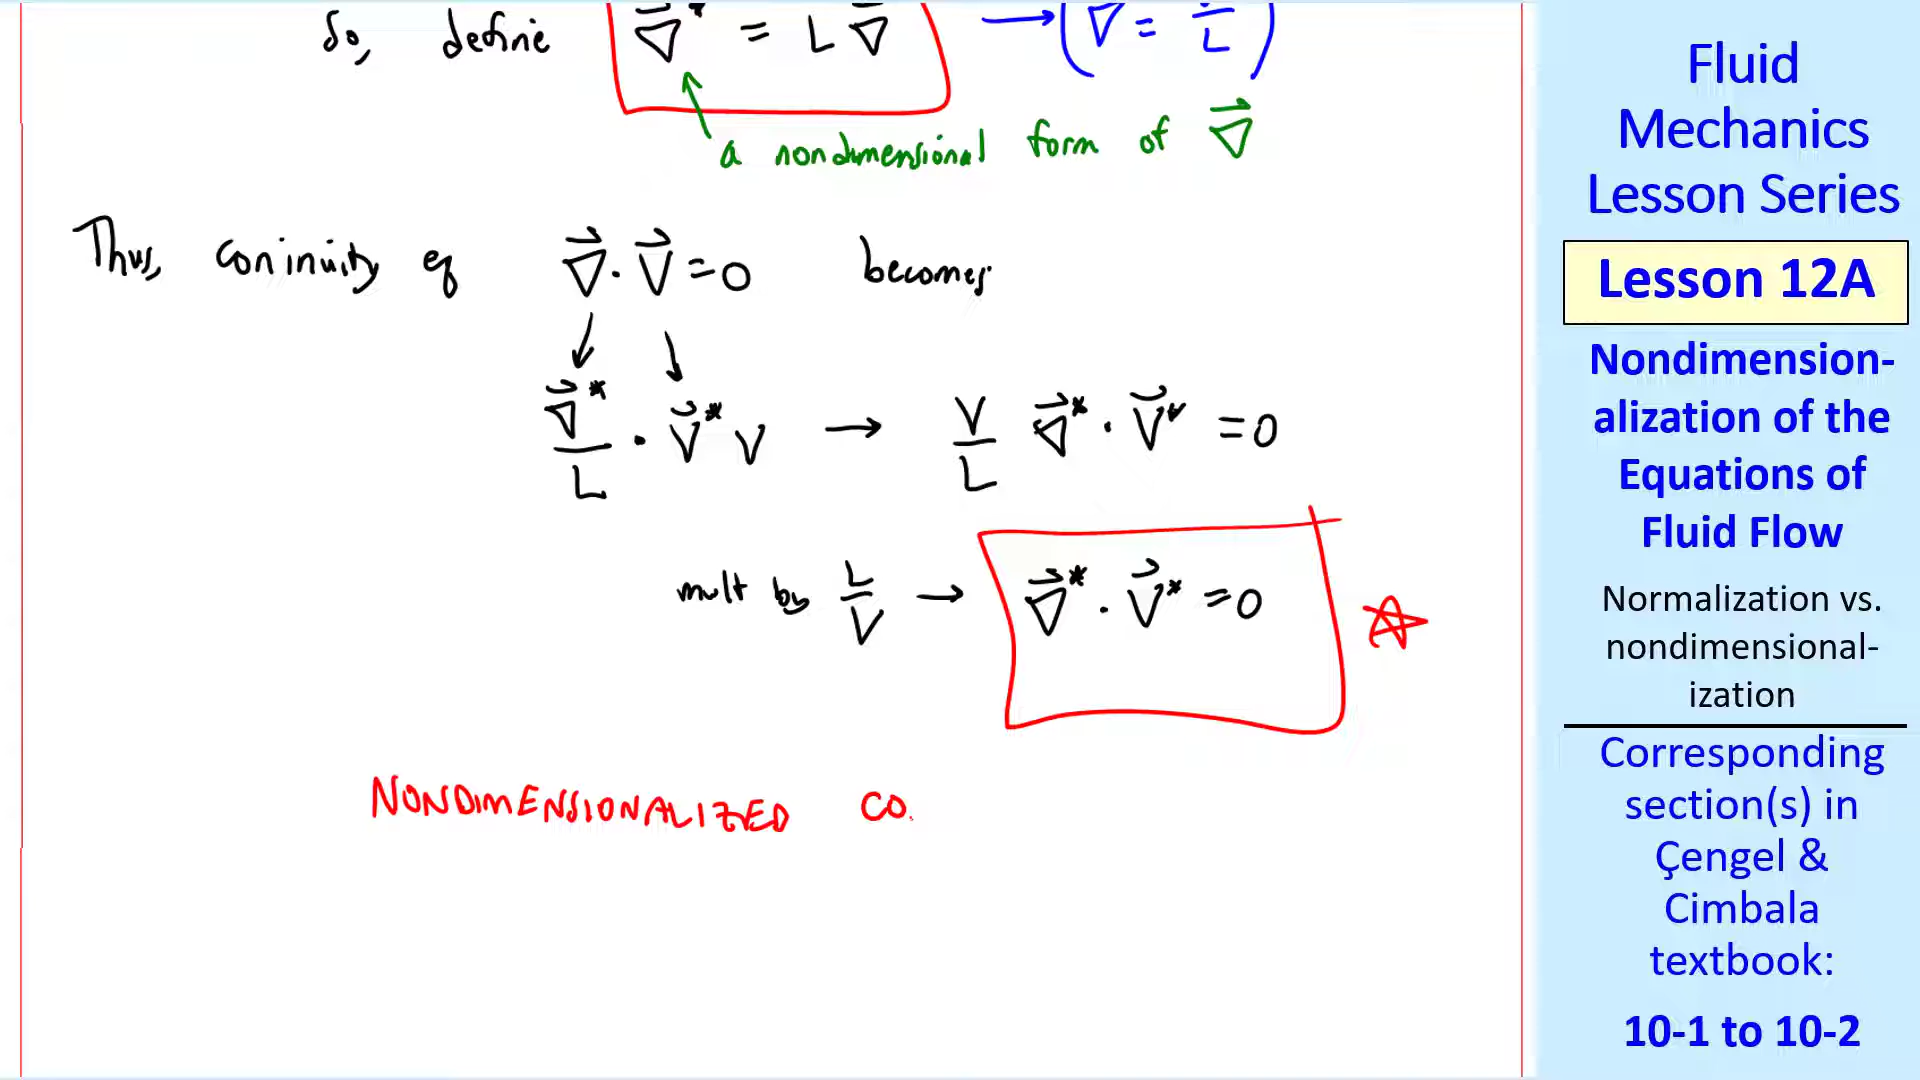 So, define ∇⃗* = L ∇⃗ → (∇⃗ = ∇⃗*/L)
a nondimensional form of ∇⃗
Thus, coninuity eq ∇⃗ · V⃗ = 0 becomes
∇⃗*/L · V⃗* V → V/L ∇⃗* · V⃗* = 0
mult by L/V → ∇⃗* · V⃗* = 0
NONDIMENSIONALIZED CO.
Fluid
Mechanics
Lesson Series
Lesson 12A
Nondimension-
alization of the
Equations of
Fluid Flow
Normalization vs.
nondimensional-
ization
Corresponding
section(s) in
Çengel &
Cimbala
textbook:
10-1 to 10-2